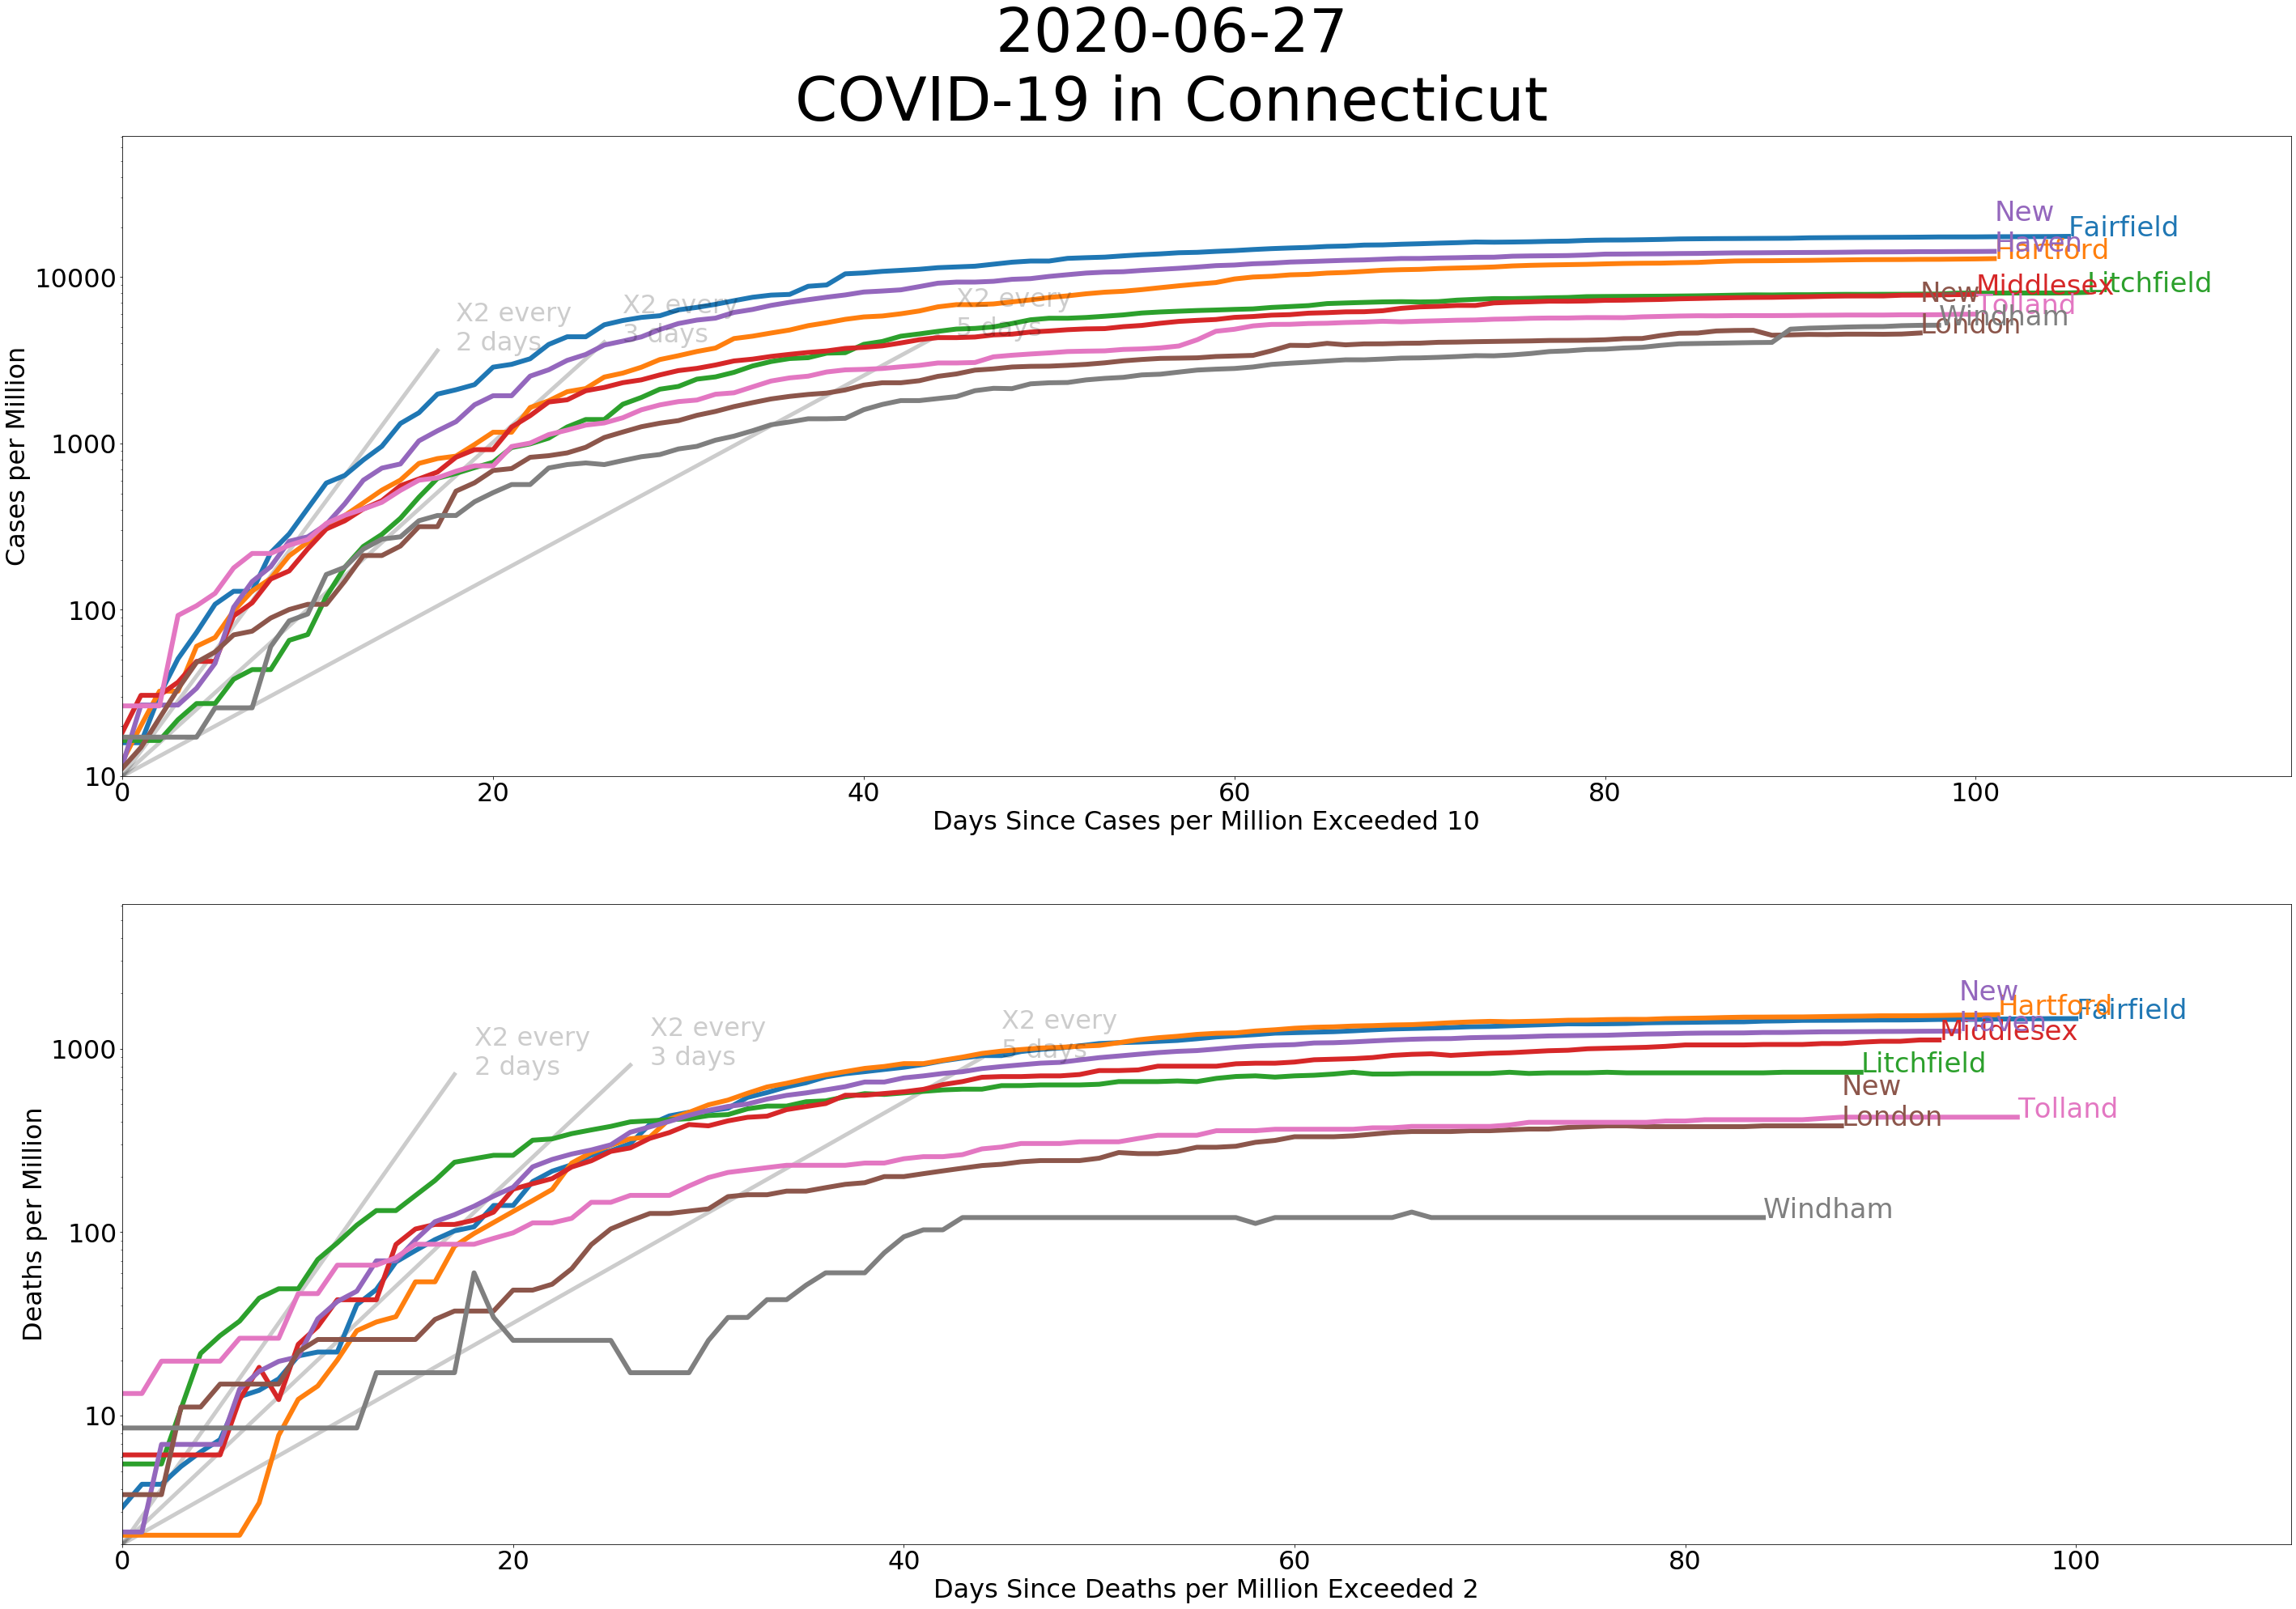 2020-06-27
COVID-19 in Connecticut
Cases per Million
10000
1000
100
10
X2 every
2 days
X2 every
3 days
X2 every
5 days
New
Haven
Fairfield
Hartford
Middlesex
Litchfield
New
London
Tolland
Windham
0 20 40 60 80 100
Days Since Cases per Million Exceeded 10
Deaths per Million
1000
100
10
X2 every
2 days
X2 every
3 days
X2 every
5 days
New
Haven
Hartford
Fairfield
Middlesex
Litchfield
New
London
Tolland
Windham
0 20 40 60 80 100
Days Since Deaths per Million Exceeded 2